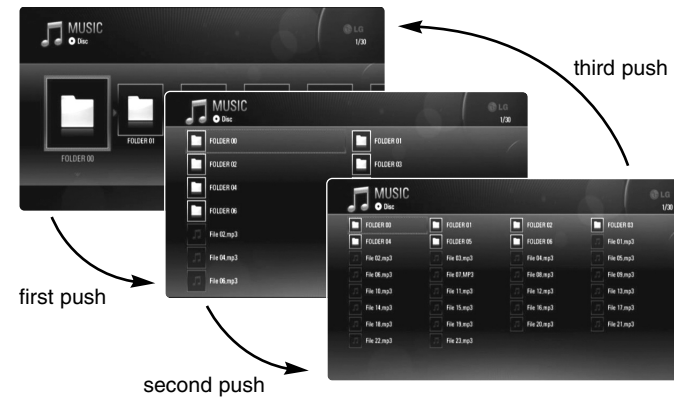 MUSIC
Disc
LG
1/30
FOLDER 00
FOLDER 01
third push
MUSIC
Disc
LG
1/30
FOLDER 00 FOLDER 01
FOLDER 02 FOLDER 03
FOLDER 04
FOLDER 06
File 02.mp3
File 04.mp3
File 06.mp3
MUSIC
Disc
LG
1/30
FOLDER 00 FOLDER 01 FOLDER 02 FOLDER 03
FOLDER 04 FOLDER 05 FOLDER 06 File 01.mp3
File 02.mp3 File 03.mp3 File 04.mp3 File 05.mp3
File 06.mp3 File 07.MP3 File 08.mp3 File 09.mp3
File 10.mp3 File 11.mp3 File 12.mp3 File 13.mp3
File 14.mp3 File 15.mp3 File 16.mp3 File 17.mp3
File 18.mp3 File 19.mp3 File 20.mp3 File 21.mp3
File 22.mp3 File 23.mp3
first push
second push